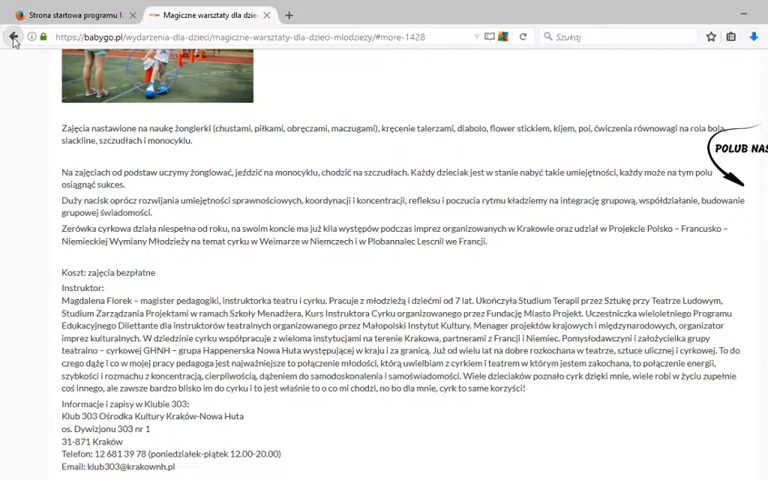 Strona startowa programu M
Magiczne warsztaty dla dzie
https://babygo.pl/wydarzenia-dla-dzieci/magiczne-warsztaty-dla-dzieci-mlodziezy/#more-1428
Szukaj
Zajęcia nastawione na naukę żonglerki (chustami, piłkami, obręczami, maczugami), kręcenie talerzami, diabolo, flower stickiem, kijem, poi, ćwiczenia równowagi na rola bola,
slackline, szczudłach i monocyklu.
POLUB NAS
Na zajęciach od podstaw uczymy żonglować, jeździć na monocyklu, chodzić na szczudłach. Każdy dzieciak jest w stanie nabyć takie umiejętności, każdy może na tym polu
osiągnąć sukces.
Duży nacisk oprócz rozwijania umiejętności sprawnościowych, koordynacji i koncentracji, refleksu i poczucia rytmu kładziemy na integrację grupową, współdziałanie, budowanie
grupowej świadomości.
Zerówka cyrkowa działa niespełna od roku, na swoim koncie ma już kila występów podczas imprez organizowanych w Krakowie oraz udział w Projekcie Polsko – Francusko –
Niemieckiej Wymiany Młodzieży na temat cyrku w Weimarze w Niemczech i w Plobannalec Lescnil we Francji.
Koszt: zajęcia bezpłatne
Instruktor:
Magdalena Florek – magister pedagogiki, instruktorka teatru i cyrku. Pracuje z młodzieżą i dziećmi od 7 lat. Ukończyła Studium Terapii przez Sztukę przy Teatrze Ludowym,
Studium Zarządzania Projektami w ramach Szkoły Menadżera, Kurs Instruktora Cyrku organizowanego przez Fundację Miasto Projekt. Uczestniczka wieloletniego Programu
Edukacyjnego Dilettante dla instruktorów teatralnych organizowanego przez Małopolski Instytut Kultury. Menager projektów krajowych i międzynarodowych, organizator
imprez kulturalnych. W dziedzinie cyrku współpracuje z wieloma instytucjami na terenie Krakowa, partnerami z Francji i Niemiec. Pomysłodawczyni i założycielka grupy
teatralno – cyrkowej GHNH – grupa Happenerska Nowa Huta występującej w kraju i za granicą. Już od wielu lat na dobre rozkochana w teatrze, sztuce ulicznej i cyrkowej. To do
czego dążę i co w mojej pracy pedagoga jest najważniejsze to połączenie młodości, którą uwielbiam z cyrkiem i teatrem w którym jestem zakochana, to połączenie energii,
szybkości i rozmachu z koncentracją, cierpliwością, dążeniem do samodoskonalenia i samoświadomości. Wiele dzieciaków poznało cyrk dzięki mnie, wiele robi w życiu zupełnie
coś innego, ale zawsze bardzo blisko im do cyrku i to jest właśnie to o co mi chodzi, no bo dla mnie, cyrk to same korzyści!
Informacje i zapisy w Klubie 303:
Klub 303 Ośrodka Kultury Kraków-Nowa Huta
os. Dywizjonu 303 nr 1
31-871 Kraków
Telefon: 12 681 39 78 (poniedziałek-piątek 12.00-20.00)
Email: klub303@krakownh.pl